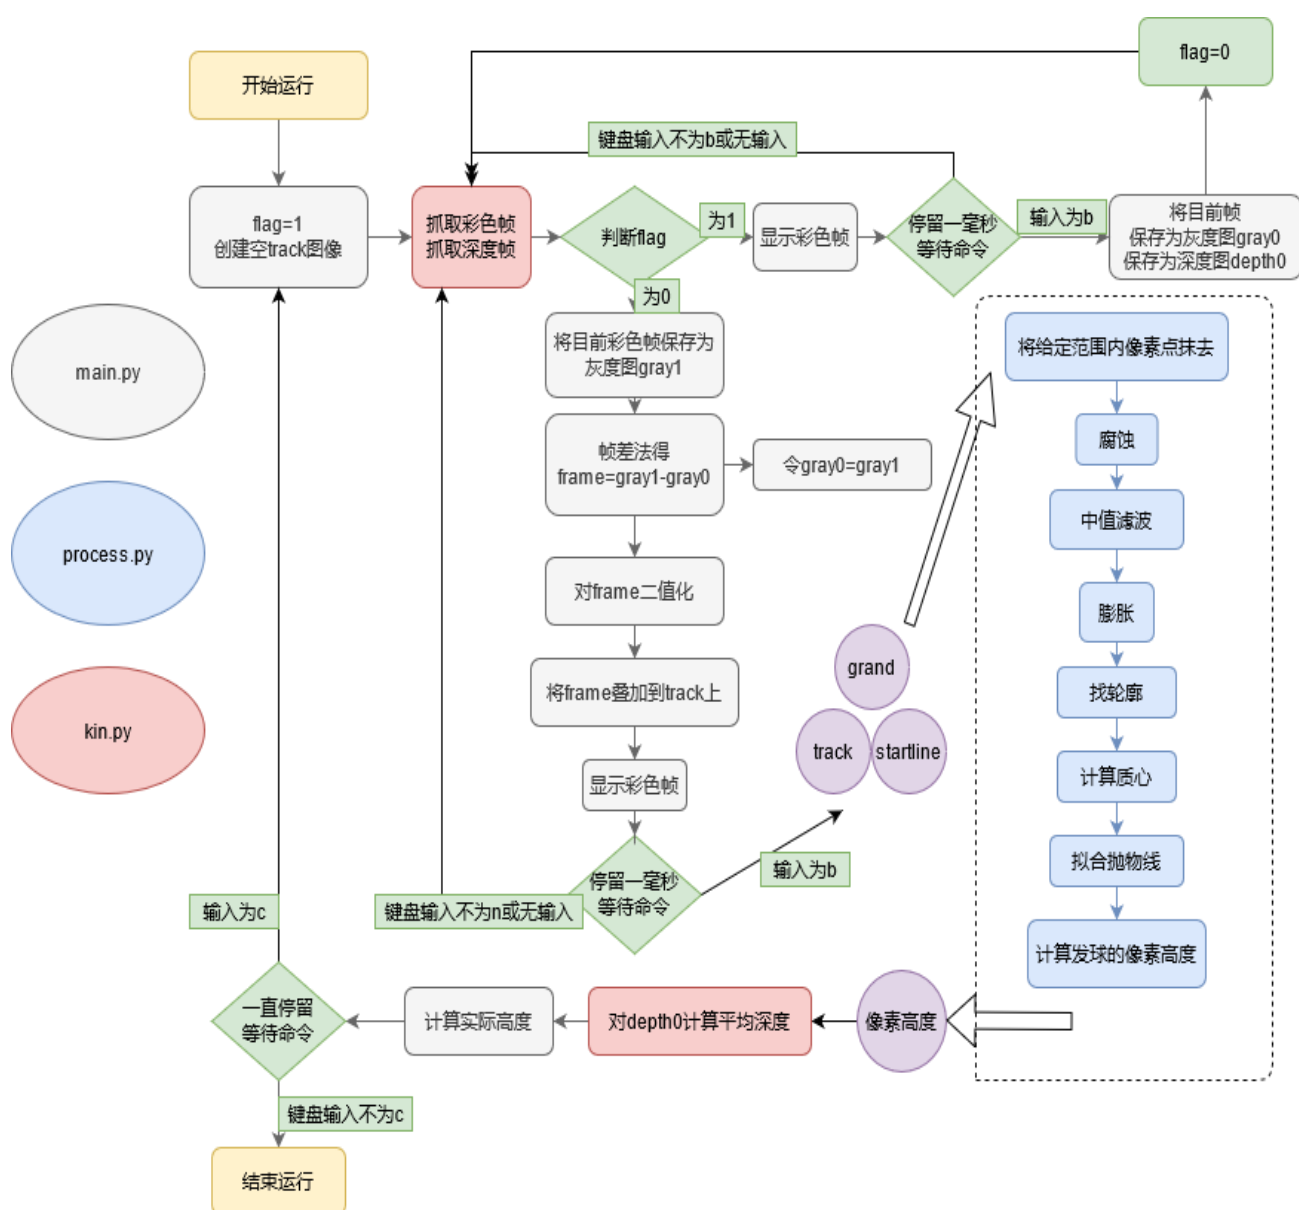 flag=0
开始运行
键盘输入不为b或无输入
flag=1
创建空track图像
抓取彩色帧
抓取深度帧
判断flag
为1
显示彩色帧
停留一毫秒
等待命令
输入为b
将目前帧
保存为灰度图gray0
保存为深度图depth0
为0
将目前彩色帧保存为
灰度图gray1
帧差法得
frame=gray1-gray0
令gray0=gray1
对frame二值化
将frame叠加到track上
显示彩色帧
停留一毫秒
等待命令
键盘输入不为n或无输入
输入为b
main.py
process.py
kin.py
grand
track
startline
将给定范围内像素点抹去
腐蚀
中值滤波
膨胀
找轮廓
计算质心
拟合抛物线
计算发球的像素高度
像素高度
对depth0计算平均深度
计算实际高度
一直停留
等待命令
输入为c
键盘输入不为c
结束运行